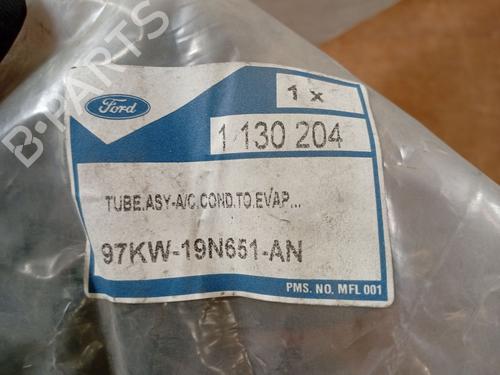 B-PARTS
Ford
1 x
1 130 204
TUBE.ASY-A/C,COND.TO.EVAP...
97KW-19N651-AN
PMS. NO. MFL 001